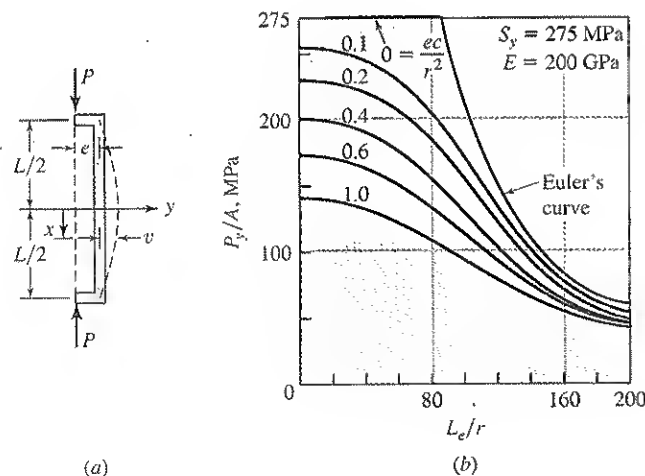 P
L/2
e
y
x
L/2
v
P
(a)
P_y/A, MPa
275
200
100
0
0.1
0.2
0.4
0.6
1.0
0 = ec/r²
S_y = 275 MPa
E = 200 GPa
Euler's
curve
80
160
200
L_e/r
(b)